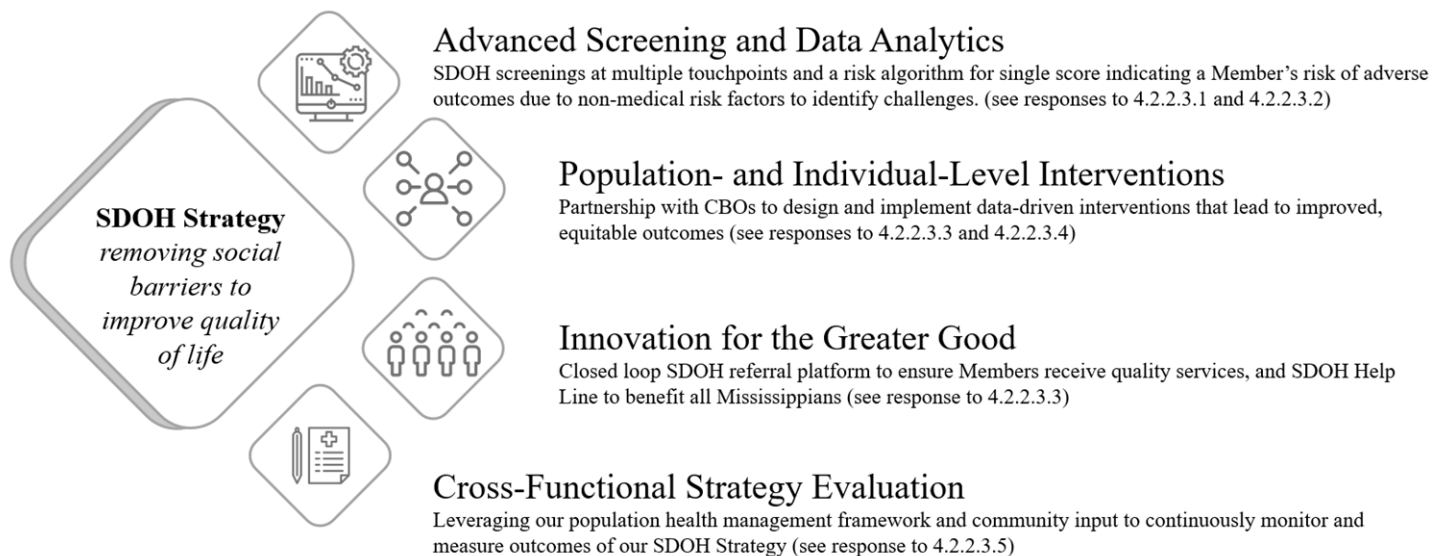 Advanced Screening and Data Analytics
SDOH screenings at multiple touchpoints and a risk algorithm for single score indicating a Member’s risk of adverse
outcomes due to non-medical risk factors to identify challenges. (see responses to 4.2.2.3.1 and 4.2.2.3.2)
Population- and Individual-Level Interventions
Partnership with CBOs to design and implement data-driven interventions that lead to improved,
equitable outcomes (see responses to 4.2.2.3.3 and 4.2.2.3.4)
SDOH Strategy
removing social
barriers to
improve quality
of life
Innovation for the Greater Good
Closed loop SDOH referral platform to ensure Members receive quality services, and SDOH Help
Line to benefit all Mississippians (see response to 4.2.2.3.3)
Cross-Functional Strategy Evaluation
Leveraging our population health management framework and community input to continuously monitor and
measure outcomes of our SDOH Strategy (see response to 4.2.2.3.5)